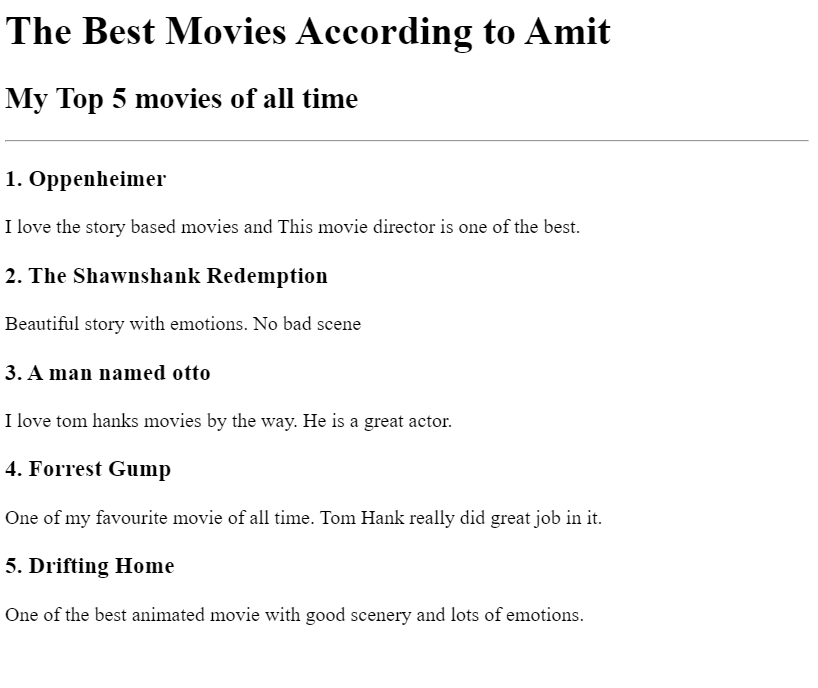 The Best Movies According to Amit
My Top 5 movies of all time
1. Oppenheimer
I love the story based movies and This movie director is one of the best.
2. The Shawnshank Redemption
Beautiful story with emotions. No bad scene
3. A man named otto
I love tom hanks movies by the way. He is a great actor.
4. Forrest Gump
One of my favourite movie of all time. Tom Hank really did great job in it.
5. Drifting Home
One of the best animated movie with good scenery and lots of emotions.